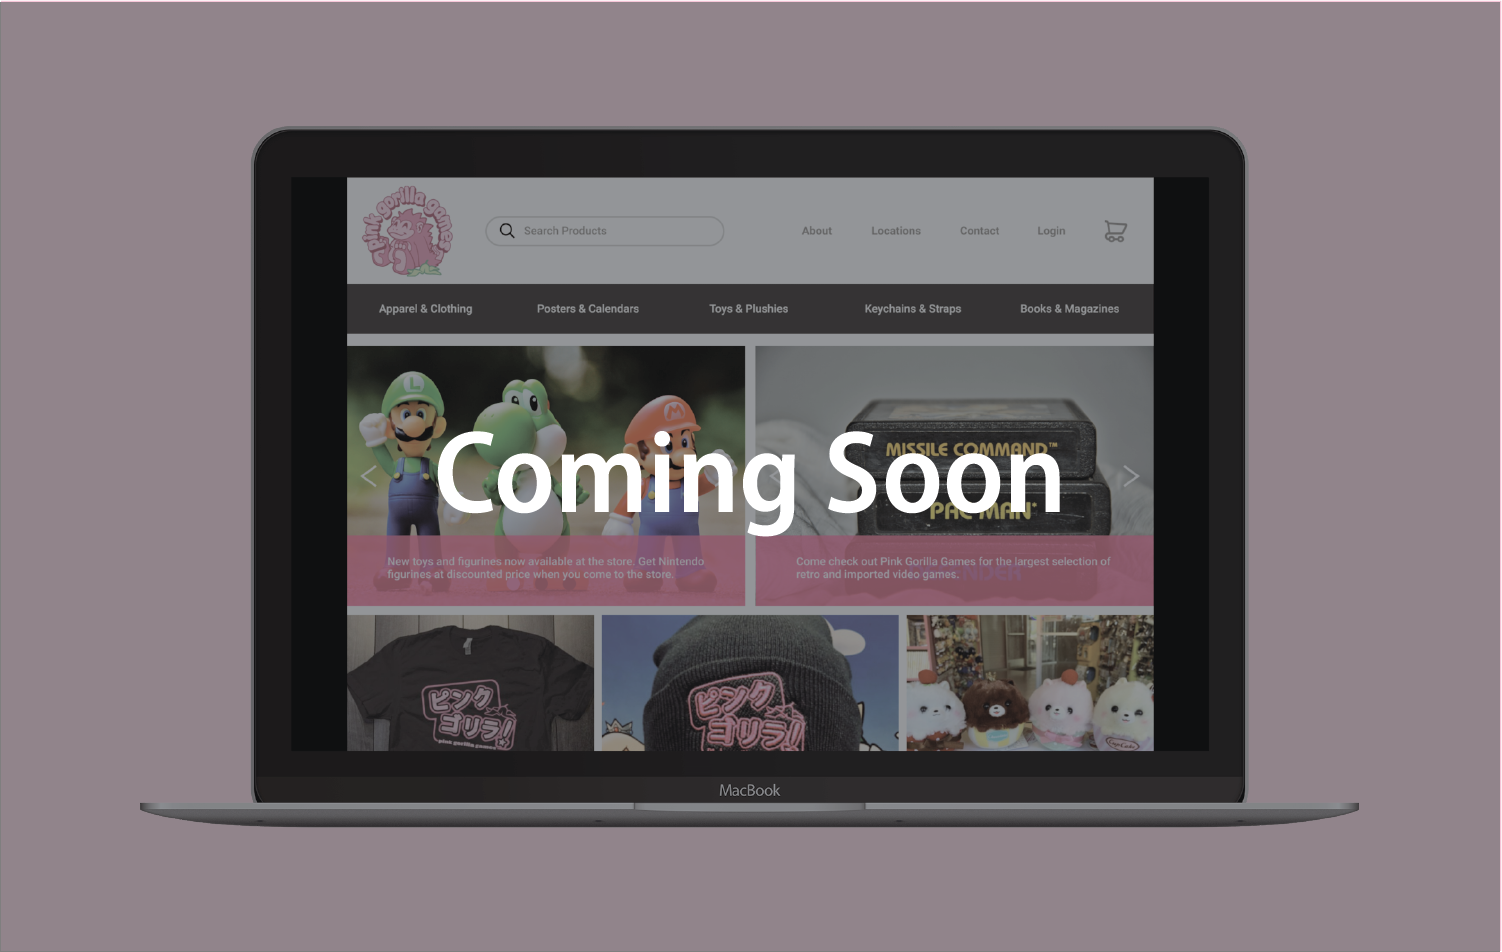 pink gorilla games
Search Products
About
Locations
Contact
Login
Apparel & Clothing
Posters & Calendars
Toys & Plushies
Keychains & Straps
Books & Magazines
L
M
MISSILE COMMAND™
Coming Soon
PAC-MAN
New toys and figurines now available at the store. Get Nintendo
figurines at discounted price when you come to the store.
Come check out Pink Gorilla Games for the largest selection of
retro and imported video games.
ピンク
ゴリラ!
pink gorilla games
ピンク
ゴリラ!
MacBook